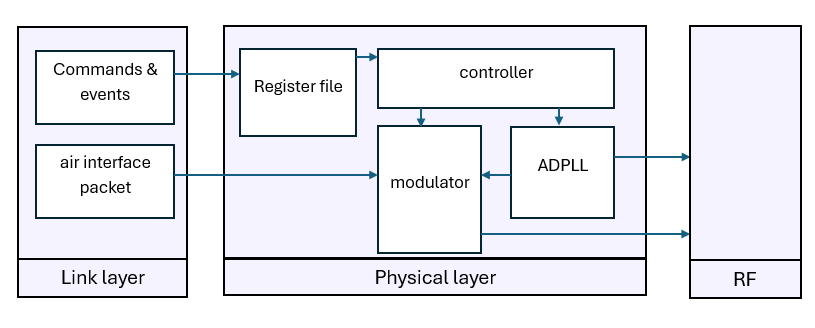 Commands &
events
air interface
packet
Link layer
Register file
controller
modulator
ADPLL
Physical layer
RF